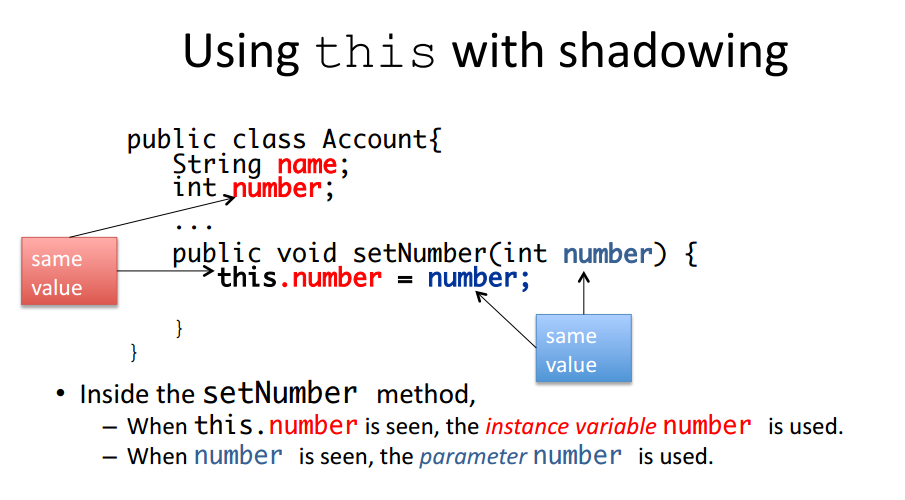 Using this with shadowing
public class Account{
String name;
int number;
...
public void setNumber(int number) {
this.number = number;
}
}
same
value
same
value
• Inside the setNumber method,
– When this.number is seen, the instance variable number is used.
– When number is seen, the parameter number is used.